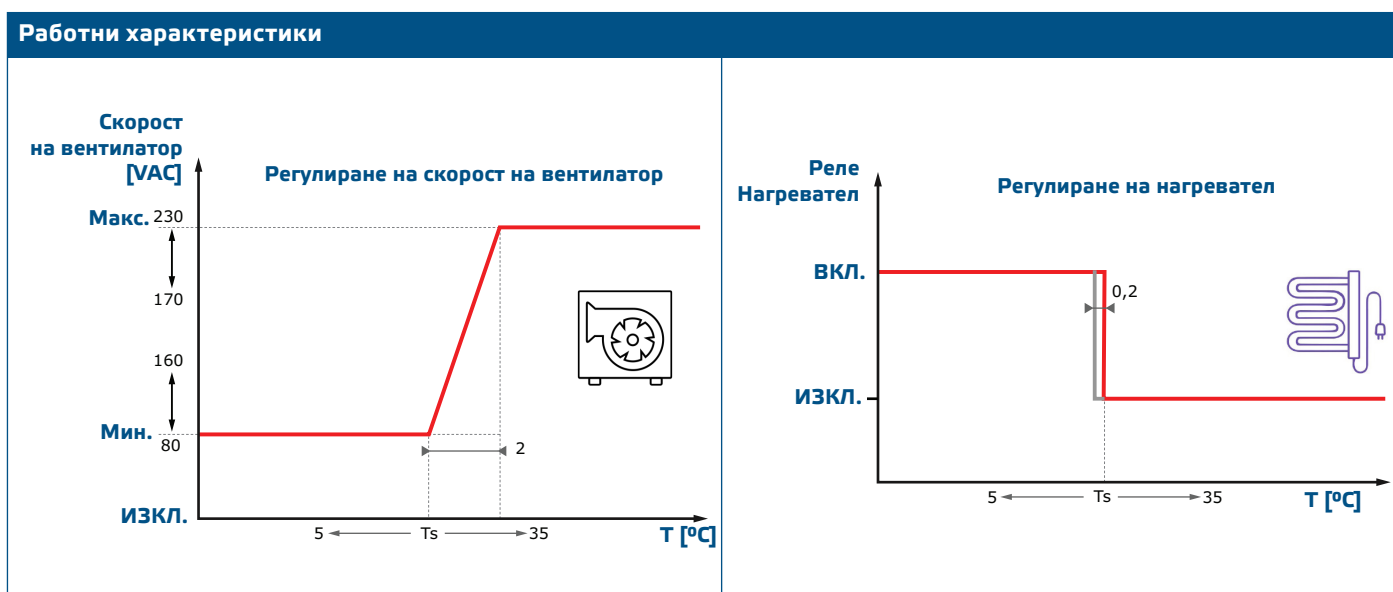 Работни характеристики
Скорост
на вентилатор
[VAC]
Регулиране на скорост на вентилатор
Макс. 230
170
160
Мин. 80
2
ИЗКЛ.
5 Ts 35
T [ºC]
Реле
Нагревател
Регулиране на нагревател
ВКЛ.
0,2
ИЗКЛ.
5 Ts 35
T [ºC]